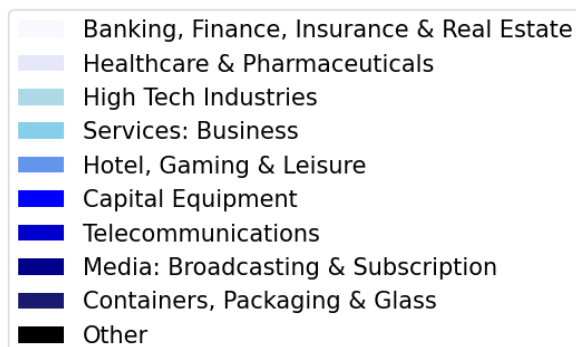 Banking, Finance, Insurance & Real Estate
Healthcare & Pharmaceuticals
High Tech Industries
Services: Business
Hotel, Gaming & Leisure
Capital Equipment
Telecommunications
Media: Broadcasting & Subscription
Containers, Packaging & Glass
Other